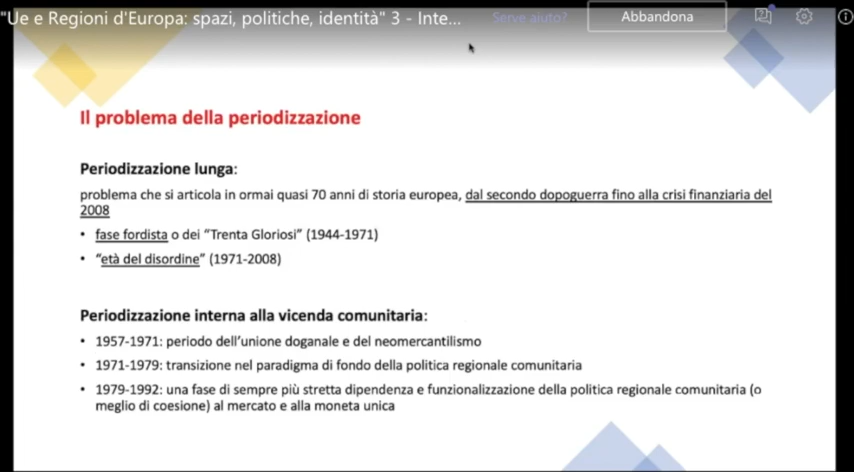 "Ue e Regioni d'Europa: spazi, politiche, identità" 3 - Inte...
Serve aiuto?
Abbandona
Il problema della periodizzazione
Periodizzazione lunga:
problema che si articola in ormai quasi 70 anni di storia europea, dal secondo dopoguerra fino alla crisi finanziaria del
2008
• fase fordista o dei "Trenta Gloriosi" (1944-1971)
• "età del disordine" (1971-2008)
Periodizzazione interna alla vicenda comunitaria:
• 1957-1971: periodo dell'unione doganale e del neomercantilismo
• 1971-1979: transizione nel paradigma di fondo della politica regionale comunitaria
• 1979-1992: una fase di sempre più stretta dipendenza e funzionalizzazione della politica regionale comunitaria (o
meglio di coesione) al mercato e alla moneta unica